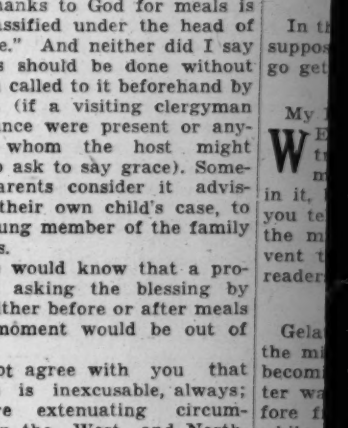 hanks to God for meals is
assified under the head of
e." And neither did I say
s should be done without
called to it beforehand by
(if a visiting clergyman
ance were present or any-
whom the host might
o ask to say grace). Some-
arents consider it advis-
their own child's case, to
ung member of the family
s.
would know that a pro-
asking the blessing by
ither before or after meals
moment would be out of
ot agree with you that
is inexcusable, always;
re extenuating circum-
In t
suppos
go get
My
WE
t
m
in it,
you te
the m
vent t
reader
Gela
the mi
becomi
ter wa
fore f